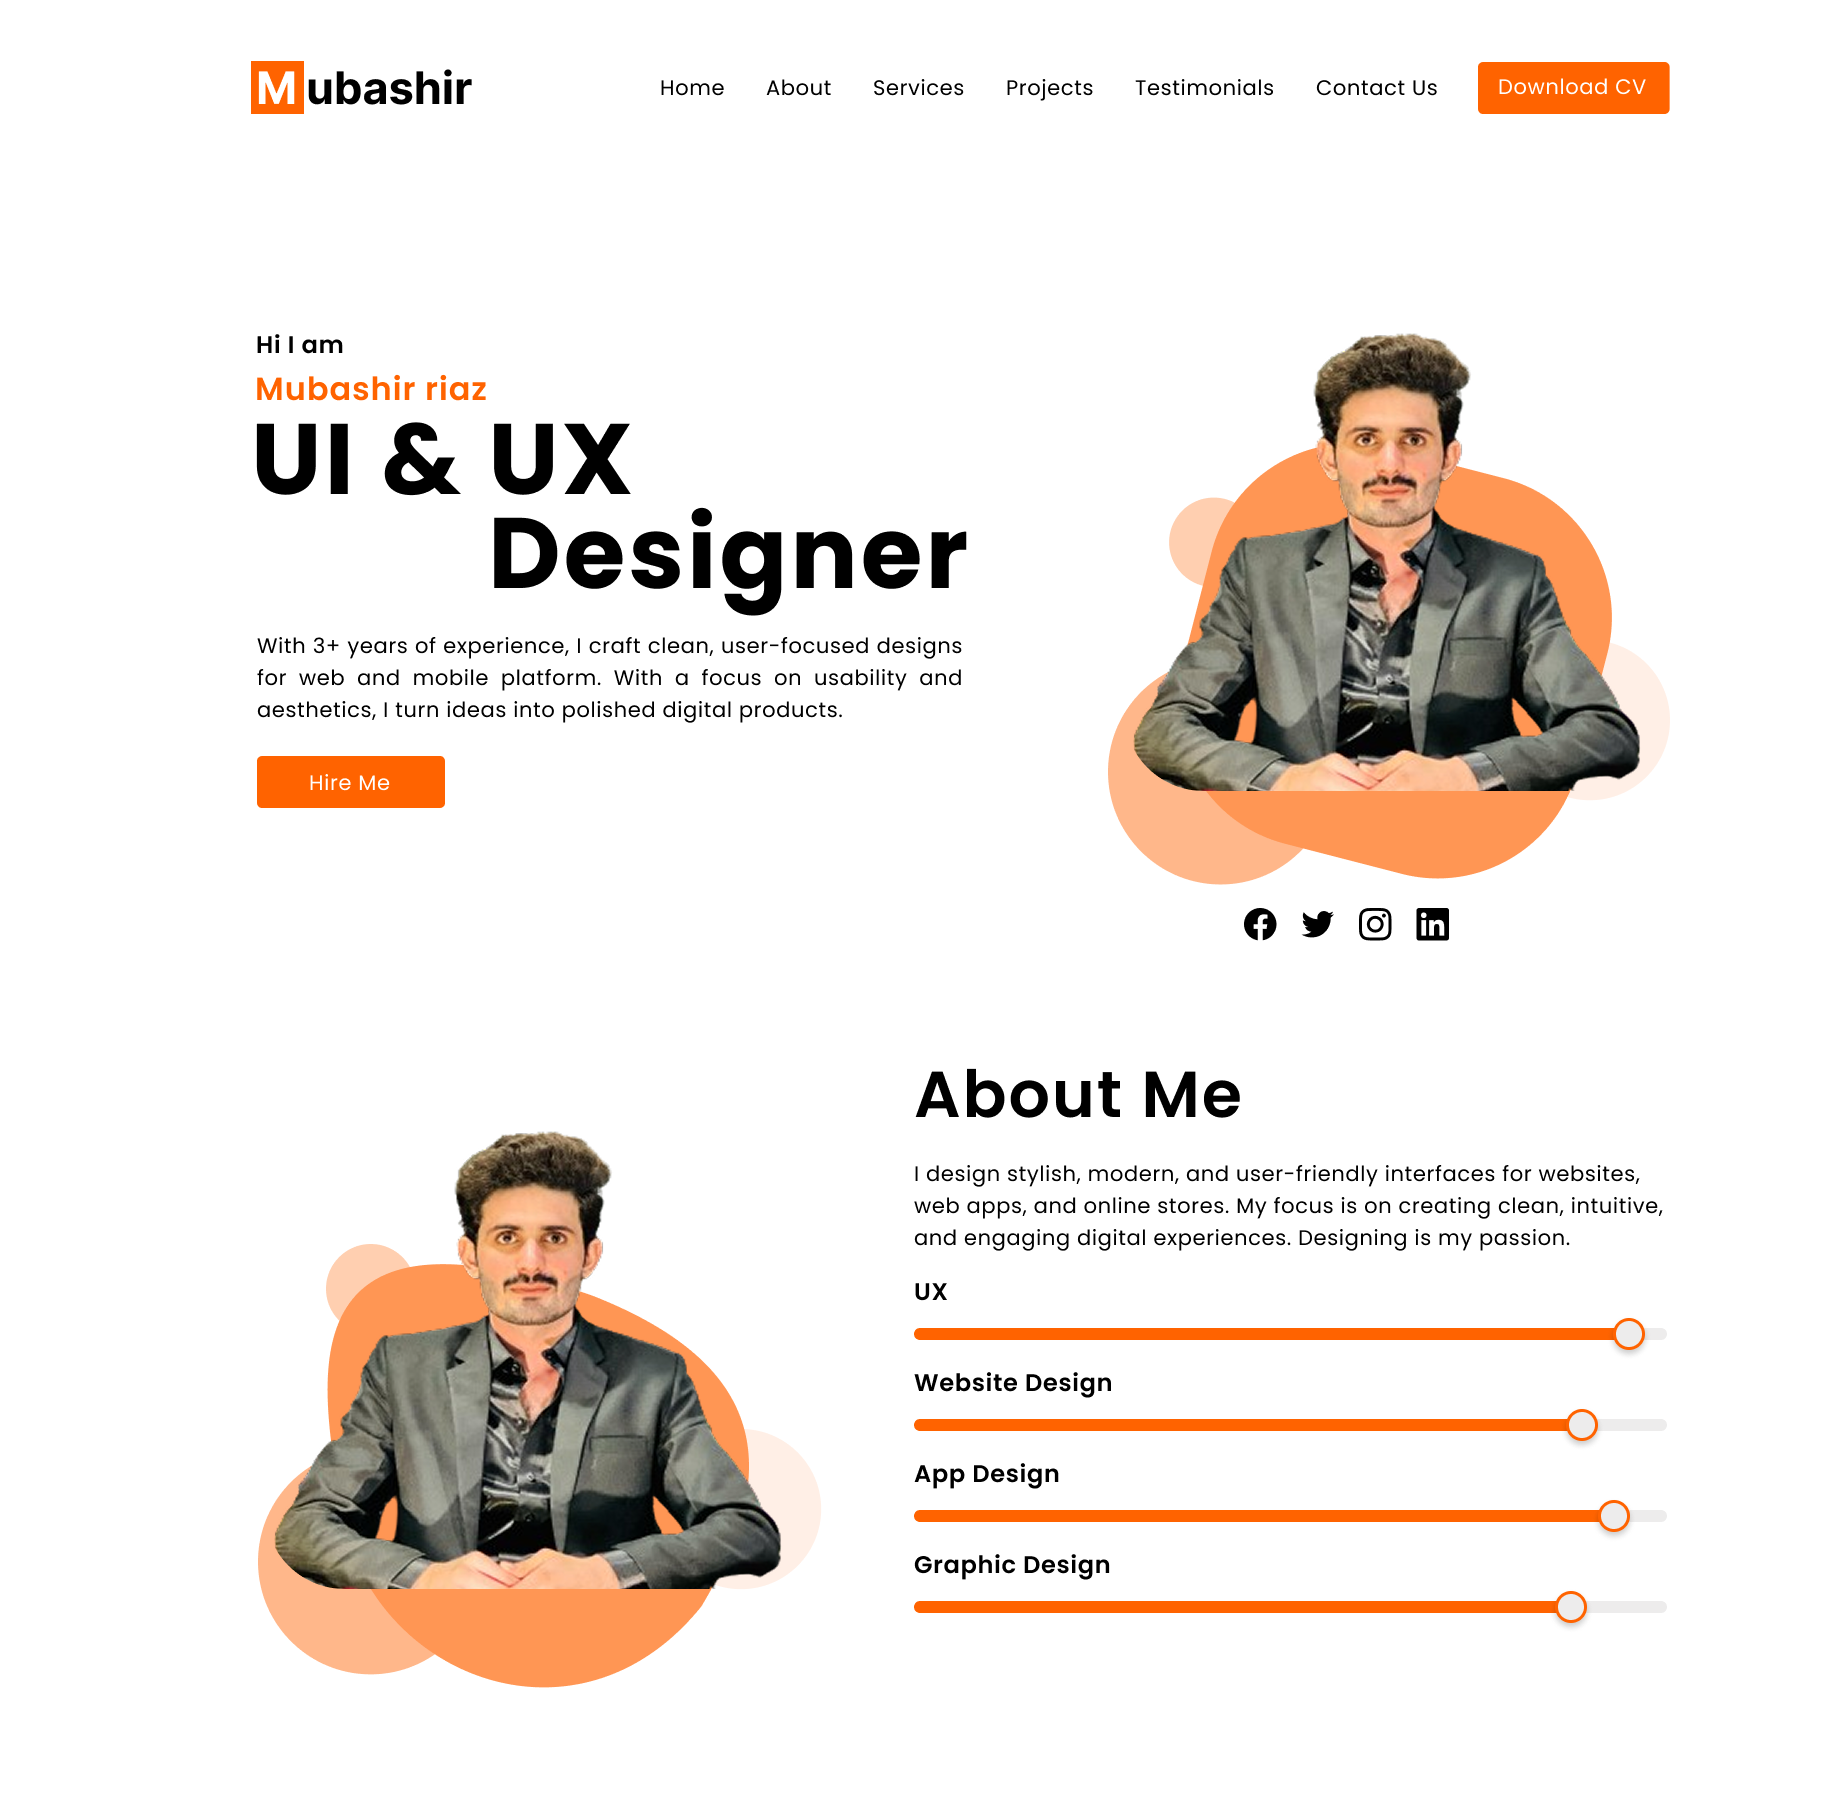 Mubashir
Home About Services Projects Testimonials Contact Us Download CV
Hi I am
Mubashir riaz
UI & UX
Designer
With 3+ years of experience, I craft clean, user-focused designs
for web and mobile platform. With a focus on usability and
aesthetics, I turn ideas into polished digital products.
Hire Me
About Me
I design stylish, modern, and user-friendly interfaces for websites,
web apps, and online stores. My focus is on creating clean, intuitive,
and engaging digital experiences. Designing is my passion.
UX
Website Design
App Design
Graphic Design